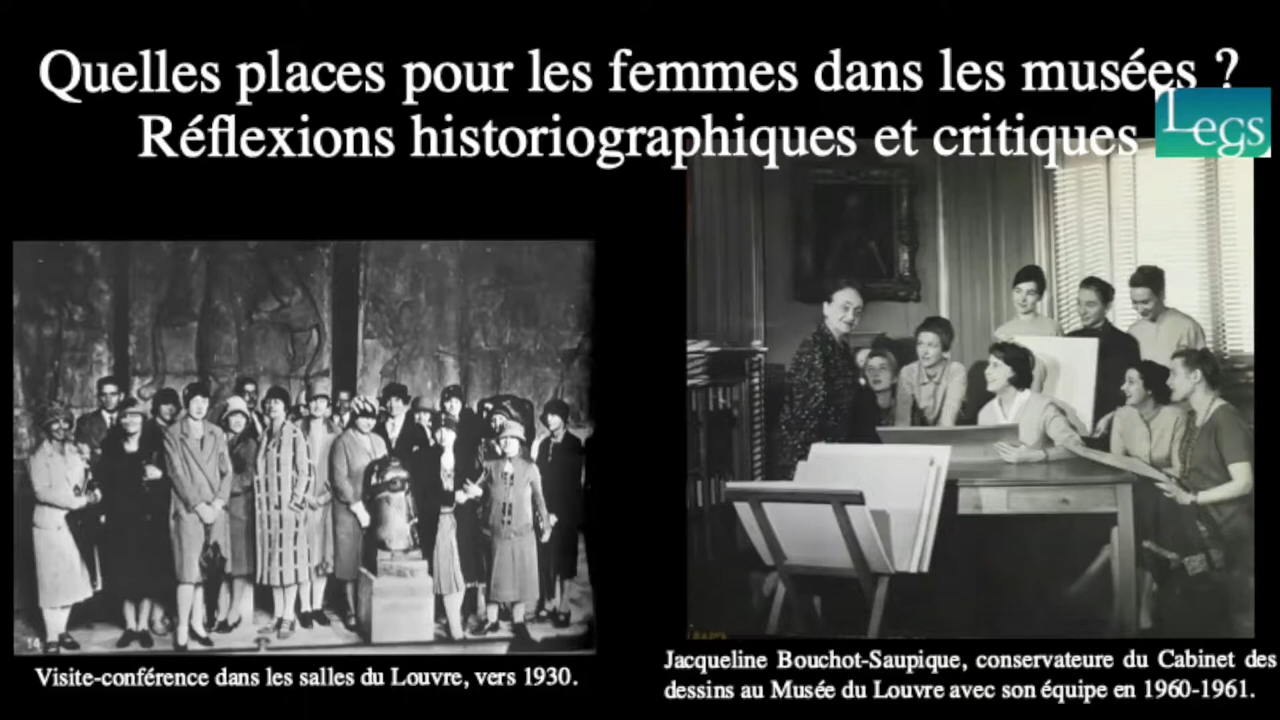 Quelles places pour les femmes dans les musées ?
Réflexions historiographiques et critiques
Legs
14
Visite-conférence dans les salles du Louvre, vers 1930.
Jacqueline Bouchot-Saupique, conservateure du Cabinet des
dessins au Musée du Louvre avec son équipe en 1960-1961.